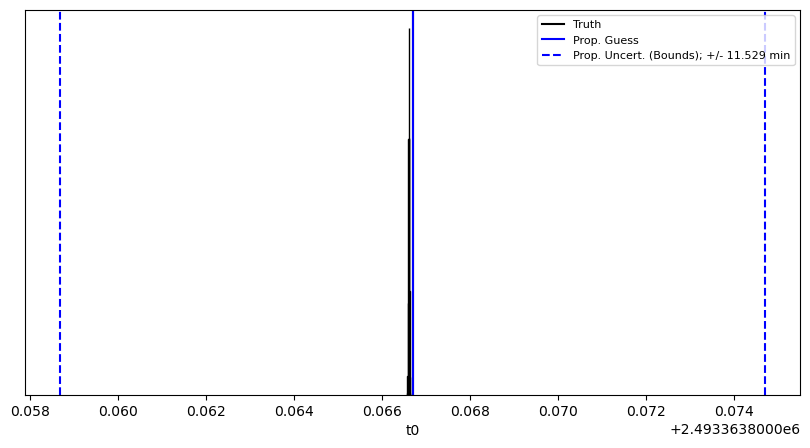 Truth
Prop. Guess
Prop. Uncert. (Bounds); +/- 11.529 min
0.058 0.060 0.062 0.064 0.066 0.068 0.070 0.072 0.074
t0
+2.4933638000e6